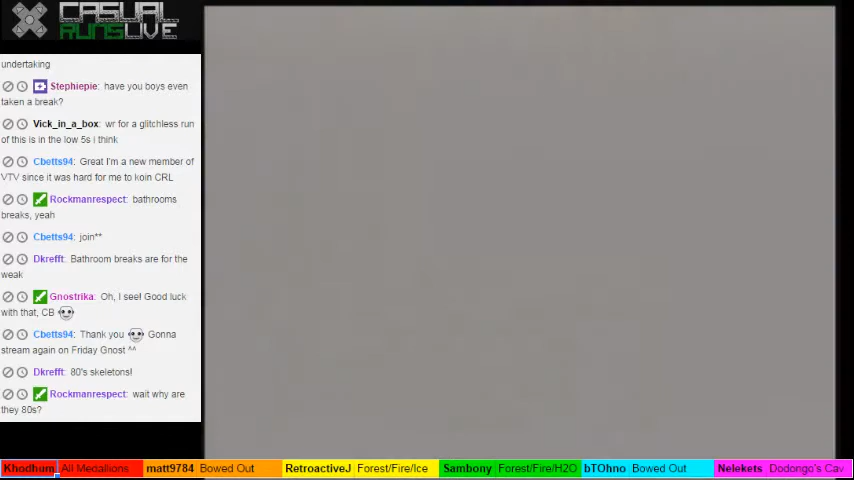 CASUAL
RUNSLIVE
undertaking
Stephiepie: have you boys even
taken a break?
Vick_in_a_box: wr for a glitchless run
of this is in the low 5s i think
Cbetts94: Great I'm a new member of
VTV since it was hard for me to koin CRL
Rockmanrespect: bathrooms
breaks, yeah
Cbetts94: join**
Dkrefft: Bathroom breaks are for the
weak
Gnostrika: Oh, I see! Good luck
with that, CB
Cbetts94: Thank you Gonna
stream again on Friday Gnost ^^
Dkrefft: 80's skeletons!
Rockmanrespect: wait why are
they 80s?
Khodhum All Medallions matt9784 Bowed Out RetroactiveJ Forest/Fire/Ice Sambony Forest/Fire/H2O bTOhno Bowed Out Nelekets Dodongo's Cav